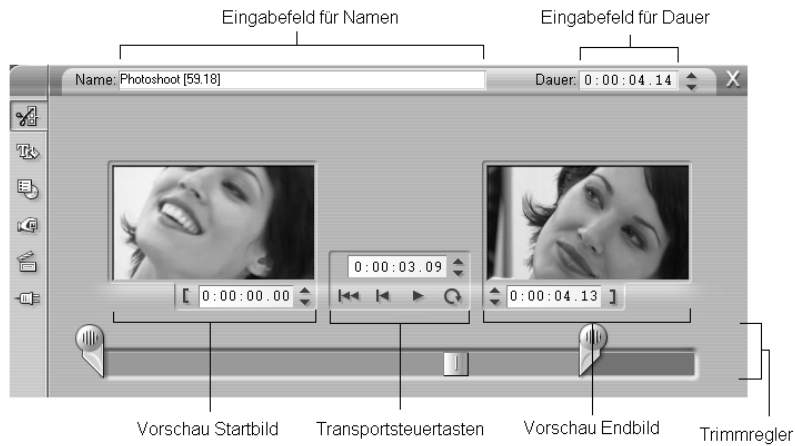 Eingabefeld für Namen
Eingabefeld für Dauer
Name: Photoshoot [59.18]
Dauer: 0:00:04.14
X
0:00:03.09
[ 0:00:00.00
0:00:04.13 ]
Vorschau Startbild
Transportsteuertasten
Vorschau Endbild
Trimmregler